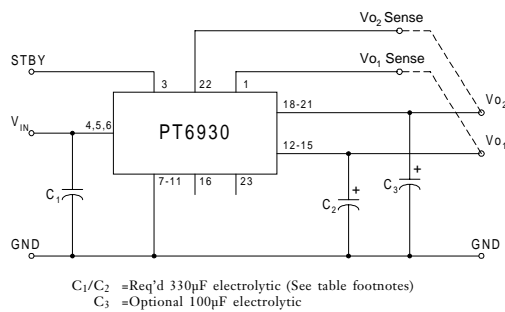 Vo2 Sense
STBY
Vo1 Sense
3
22
1
18-21
Vo2
VIN
4,5,6
PT6930
12-15
Vo1
7-11
16
23
C1
C2
+
C3
+
GND
GND
C1/C2 =Req'd 330µF electrolytic (See table footnotes)
C3 =Optional 100µF electrolytic